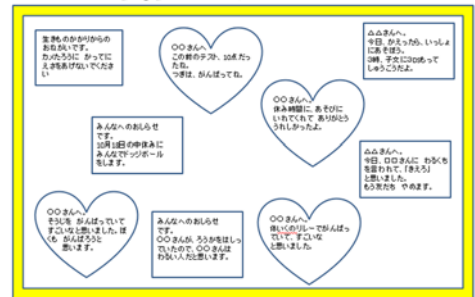 生きものかかりからの
おねがいです。
カメたろうに かってに
えさをあげないでくださ
い
〇〇さんへ
この前のテスト、10点だっ
たね。
つぎは、がんばってね。
△△さんへ。
今日、かえったら、いっしょ
にあそぼう。
3時、子文に3DSもって
しゅうごうだよ。
〇〇さんへ。
休み時間に、あそびに
いれてくれて ありがとう
うれしかったよ。
みんなへのおしらせ
です。
10月18日の中休みに
みんなでドッジボール
をします。
△△さんへ。
今日、ロロさんに わるくち
を言われて、「きえろ」
と思いました。
もう友だち やめます。
〇〇さんへ。
そうじを がんばっていて
すごいなと思いました。ぼ
くも がんばろうと
思います。
みんなへのおしらせ
です。
〇〇さんが、ろうかをはしっ
ていたので、〇〇さんは
わるい人だと思います。
〇〇さんへ。
体いくのリレーでがんばっ
ていて、すごいな
と思いました。